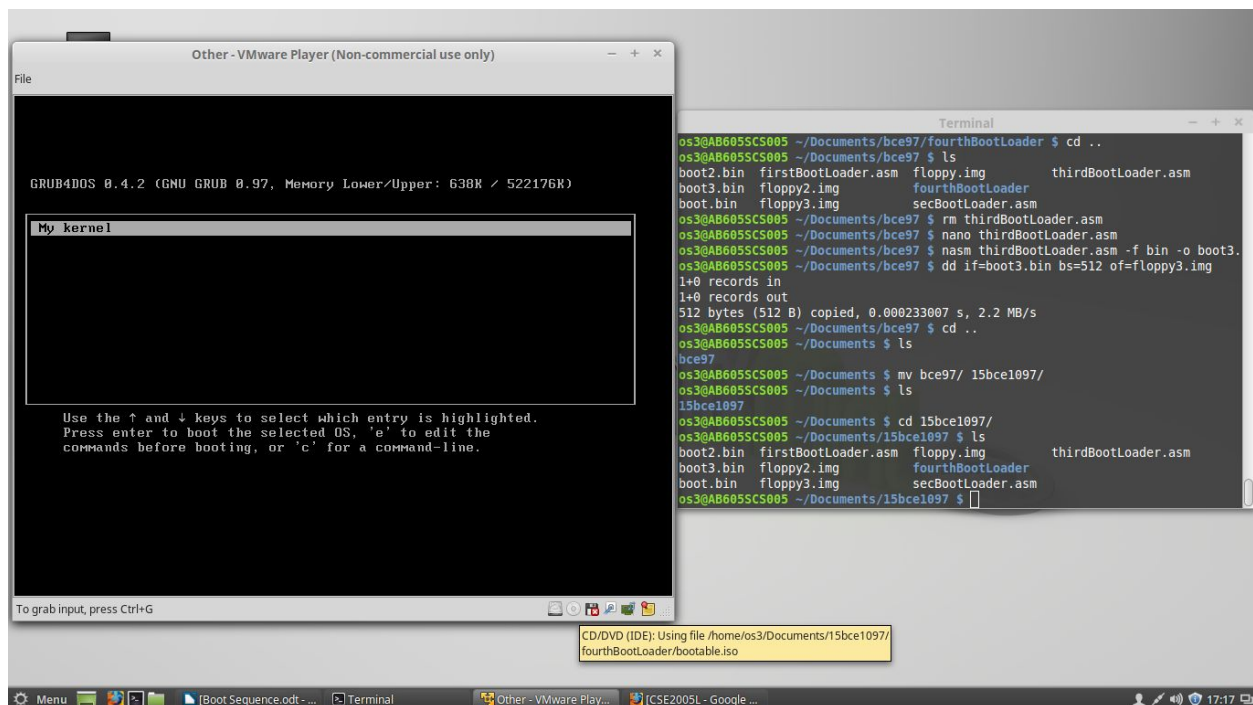 Other - VMware Player (Non-commercial use only)
File
GRUB4DOS 0.4.2 (GNU GRUB 0.97, Memory Lower/Upper: 638K / 522176K)
My kernel
Use the ↑ and ↓ keys to select which entry is highlighted.
Press enter to boot the selected OS, 'e' to edit the
commands before booting, or 'c' for a command-line.
To grab input, press Ctrl+G
Terminal
os3@AB605SCS005 ~/Documents/bce97/fourthBootLoader $ cd ..
os3@AB605SCS005 ~/Documents/bce97 $ ls
boot2.bin firstBootLoader.asm floppy.img thirdBootLoader.asm
boot3.bin floppy2.img fourthBootLoader
boot.bin floppy3.img secBootLoader.asm
os3@AB605SCS005 ~/Documents/bce97 $ rm thirdBootLoader.asm
os3@AB605SCS005 ~/Documents/bce97 $ nano thirdBootLoader.asm
os3@AB605SCS005 ~/Documents/bce97 $ nasm thirdBootLoader.asm -f bin -o boot3.
os3@AB605SCS005 ~/Documents/bce97 $ dd if=boot3.bin bs=512 of=floppy3.img
1+0 records in
1+0 records out
512 bytes (512 B) copied, 0.000233007 s, 2.2 MB/s
os3@AB605SCS005 ~/Documents/bce97 $ cd ..
os3@AB605SCS005 ~/Documents $ ls
bce97
os3@AB605SCS005 ~/Documents $ mv bce97/ 15bce1097/
os3@AB605SCS005 ~/Documents $ ls
15bce1097
os3@AB605SCS005 ~/Documents $ cd 15bce1097/
os3@AB605SCS005 ~/Documents/15bce1097 $ ls
boot2.bin firstBootLoader.asm floppy.img thirdBootLoader.asm
boot3.bin floppy2.img fourthBootLoader
boot.bin floppy3.img secBootLoader.asm
os3@AB605SCS005 ~/Documents/15bce1097 $
CD/DVD (IDE): Using file /home/os3/Documents/15bce1097/
fourthBootLoader/bootable.iso
Menu [Boot Sequence.odt - ... Terminal Other - VMware Play... [CSE2005L - Google ... 17:17